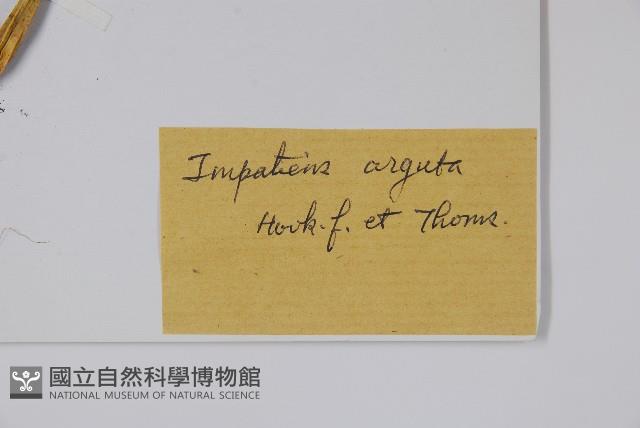 Impatiens arguta
Hook. f. et Thoms.
國立自然科學博物館
NATIONAL MUSEUM OF NATURAL SCIENCE